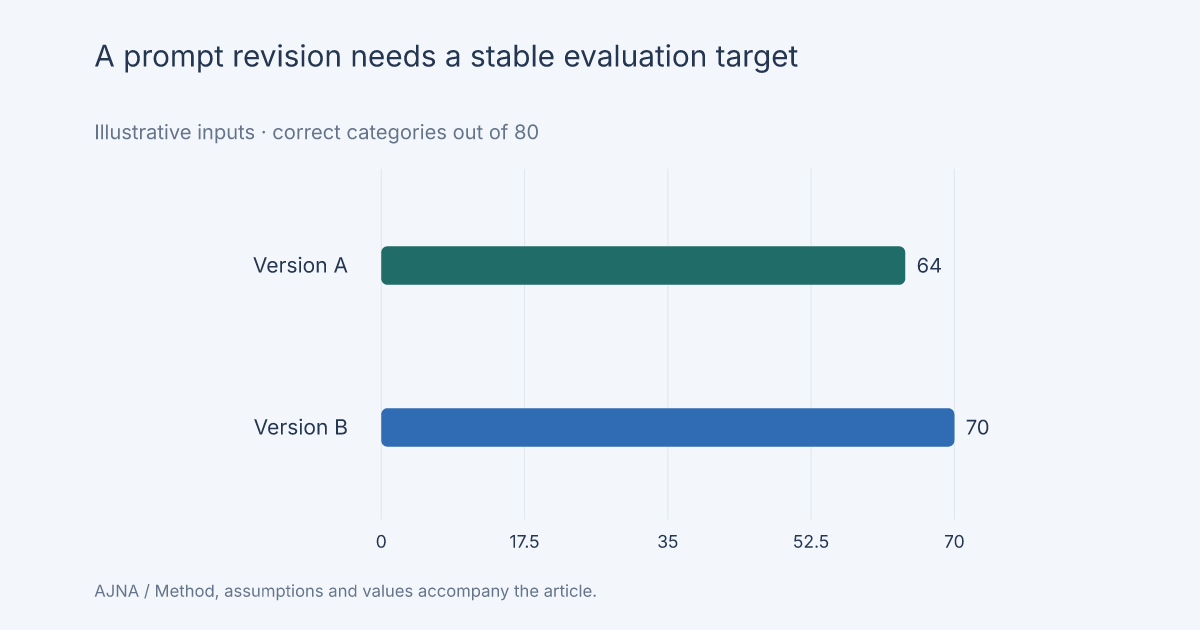 A prompt revision needs a stable evaluation target
Illustrative inputs · correct categories out of 80
Version A
64
Version B
70
0 17.5 35 52.5 70
AJNA / Method, assumptions and values accompany the article.